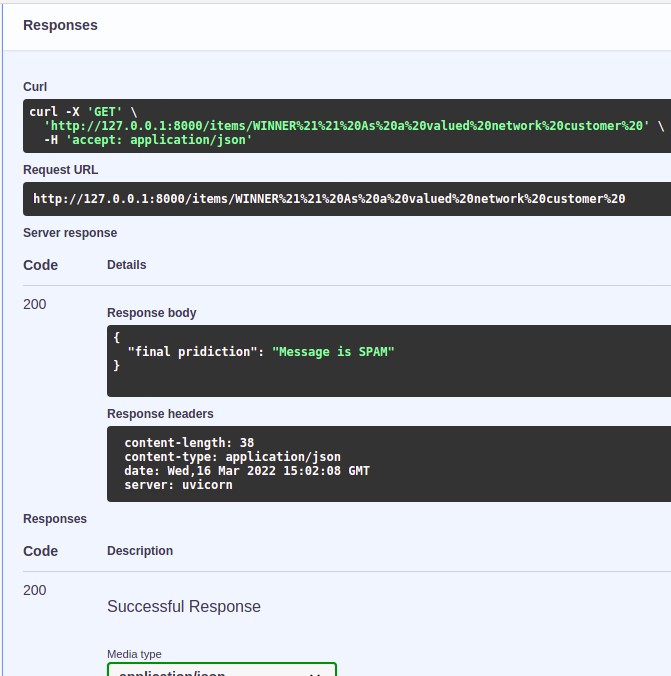 Responses
Curl
curl -X 'GET' \
'http://127.0.0.1:8000/items/WINNER%21%21%20As%20a%20valued%20network%20customer%20' \
-H 'accept: application/json'
Request URL
http://127.0.0.1:8000/items/WINNER%21%21%20As%20a%20valued%20network%20customer%20
Server response
Code Details
200
Response body
{
"final pridiction": "Message is SPAM"
}
Response headers
content-length: 38
content-type: application/json
date: Wed,16 Mar 2022 15:02:08 GMT
server: uvicorn
Responses
Code Description
200
Successful Response
Media type
application/json